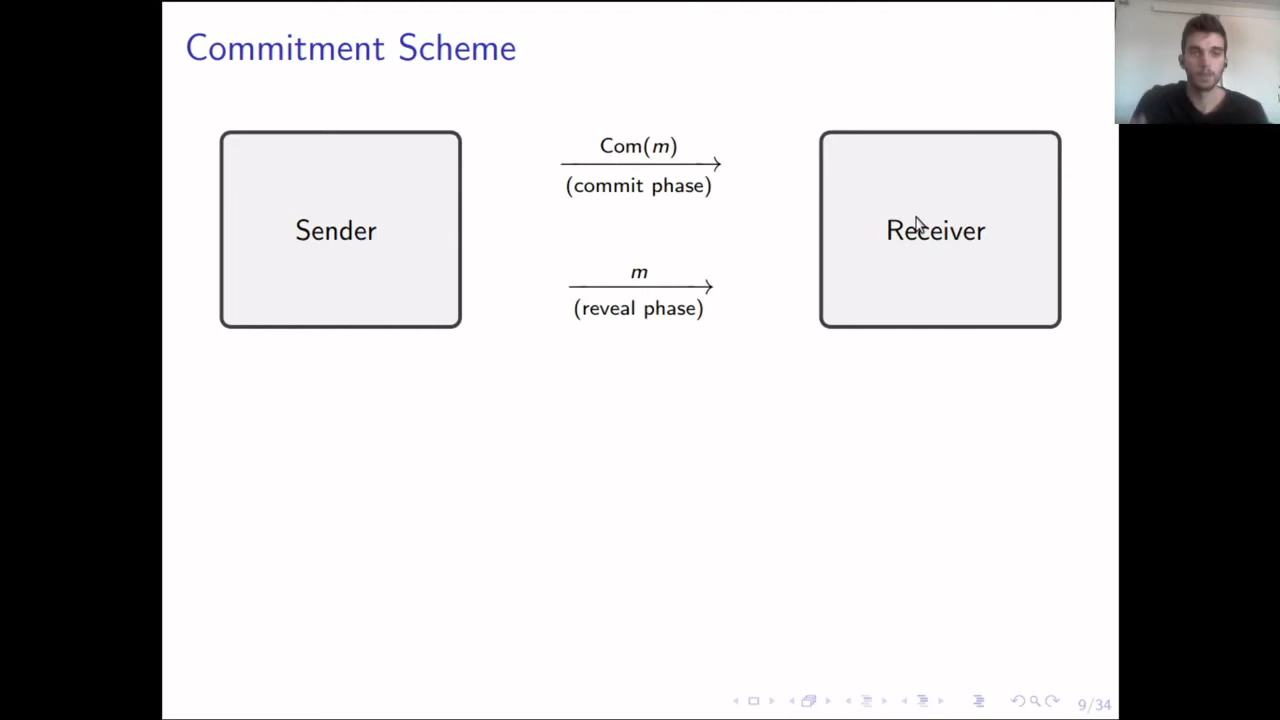 Commitment Scheme
Com(m)
(commit phase)
Sender
Receiver
m
(reveal phase)
9/34